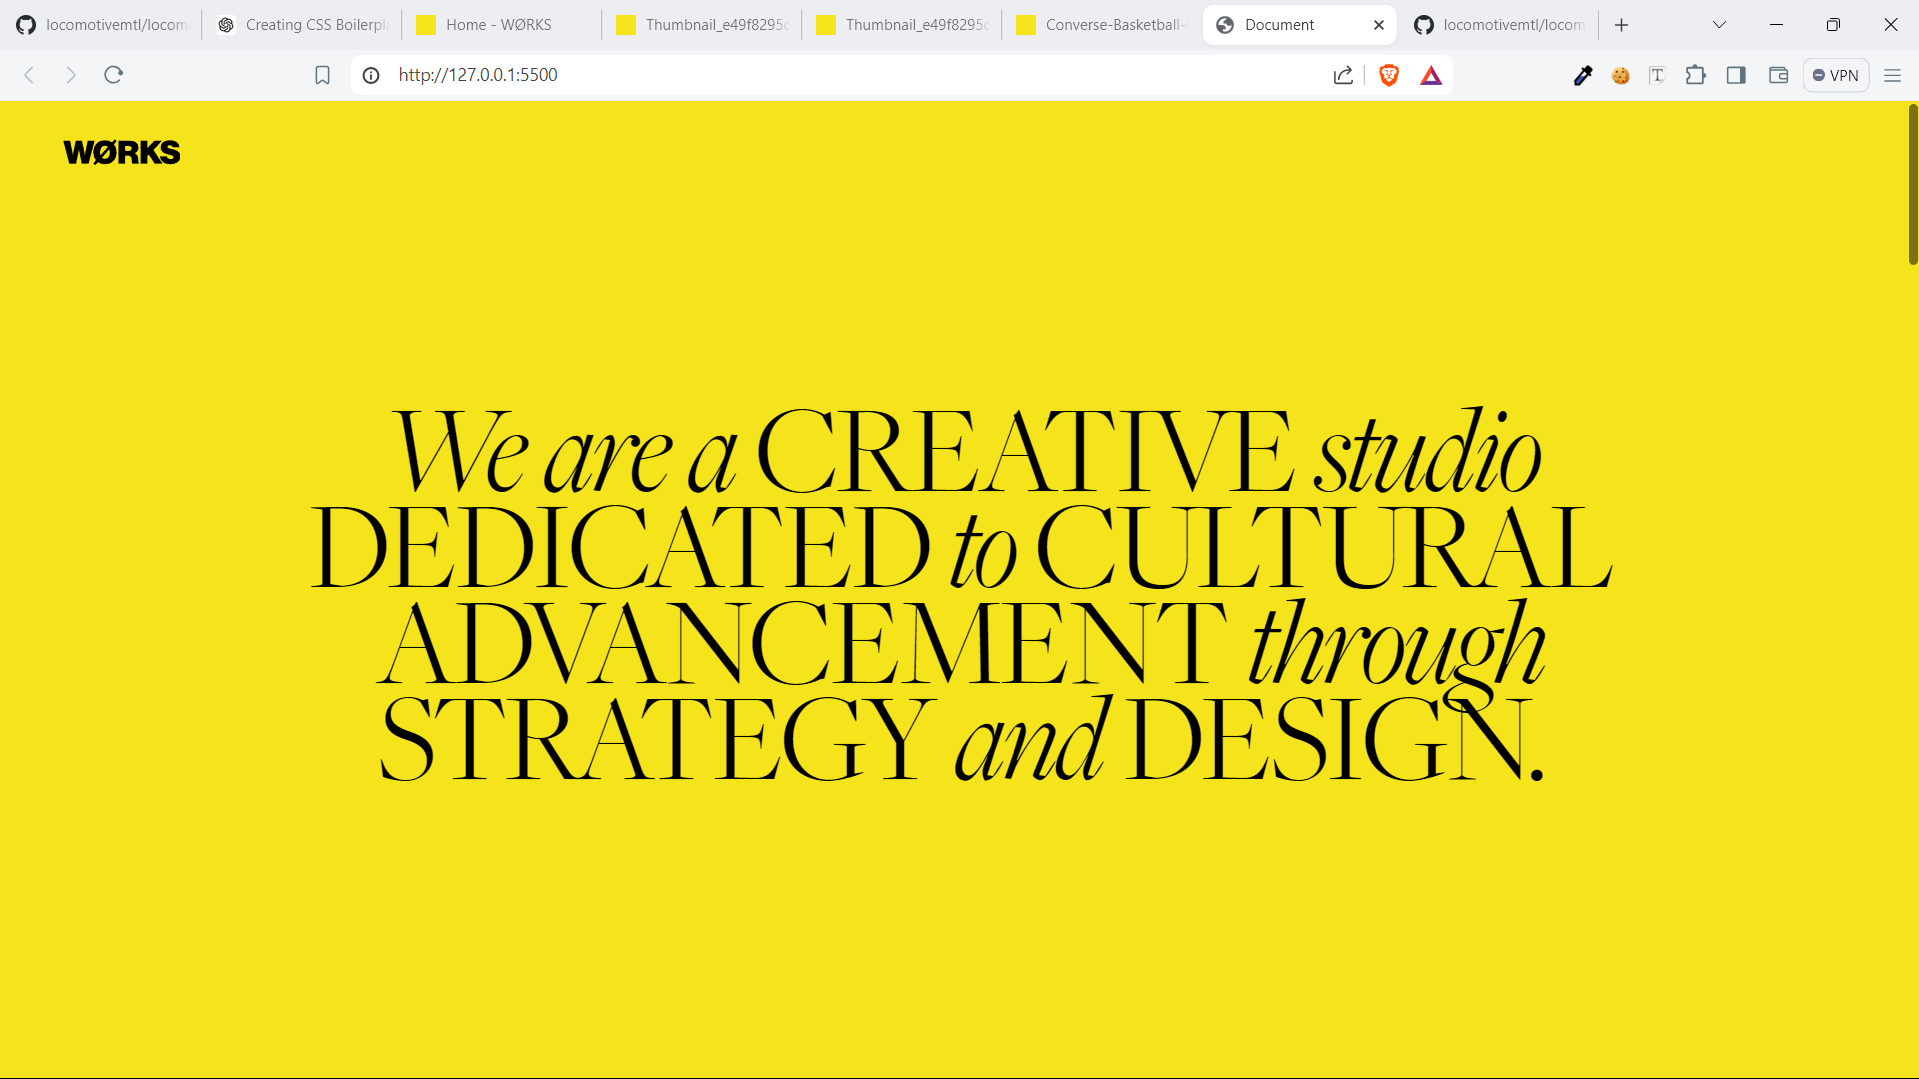 locomotivemtl/locom
Creating CSS Boilerpla
Home - WØRKS
Thumbnail_e49f8295c
Thumbnail_e49f8295c
Converse-Basketball-
Document
locomotivemtl/locom
http://127.0.0.1:5500
VPN
WØRKS
We are a CREATIVE studio
DEDICATED to CULTURAL
ADVANCEMENT through
STRATEGY and DESIGN.